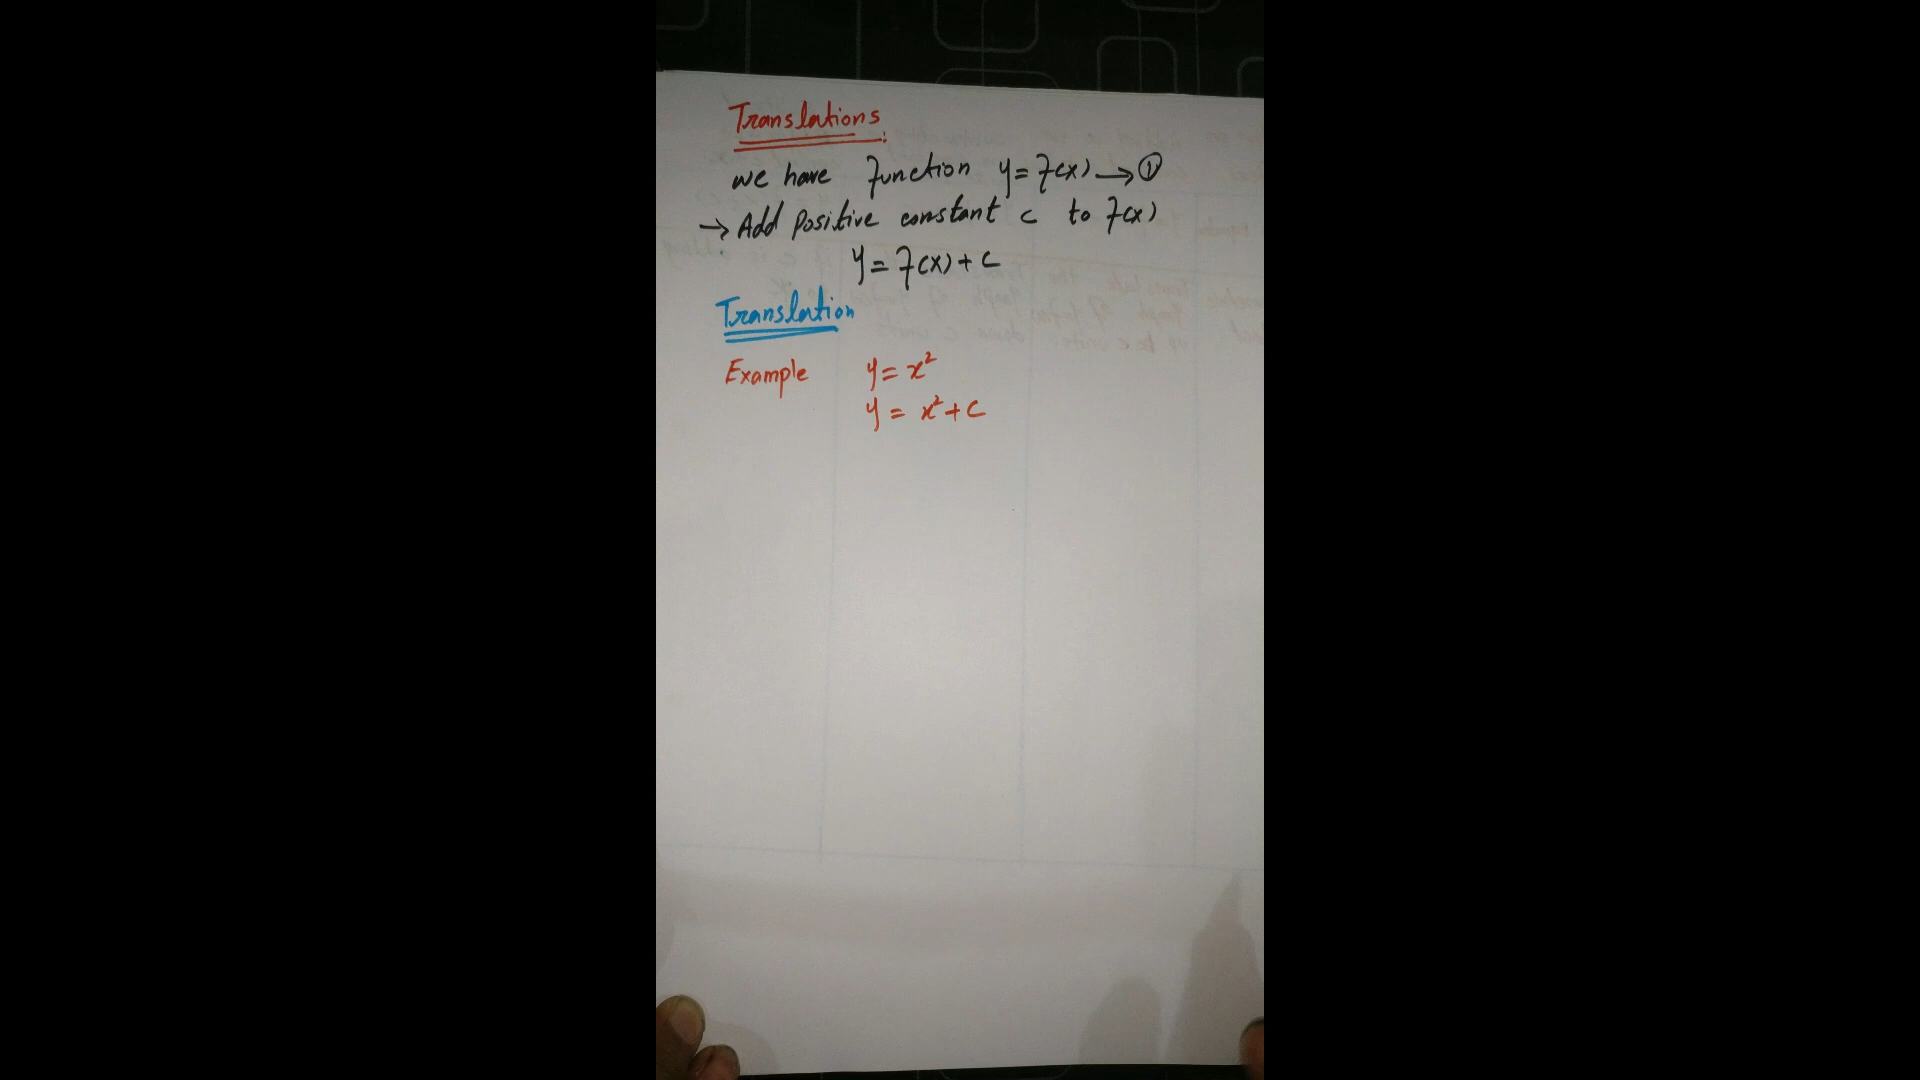 Translations:
we have function y = f(x) → ①
→ Add positive constant c to f(x)
y = f(x) + c
Translation
Example y = x²
y = x² + c